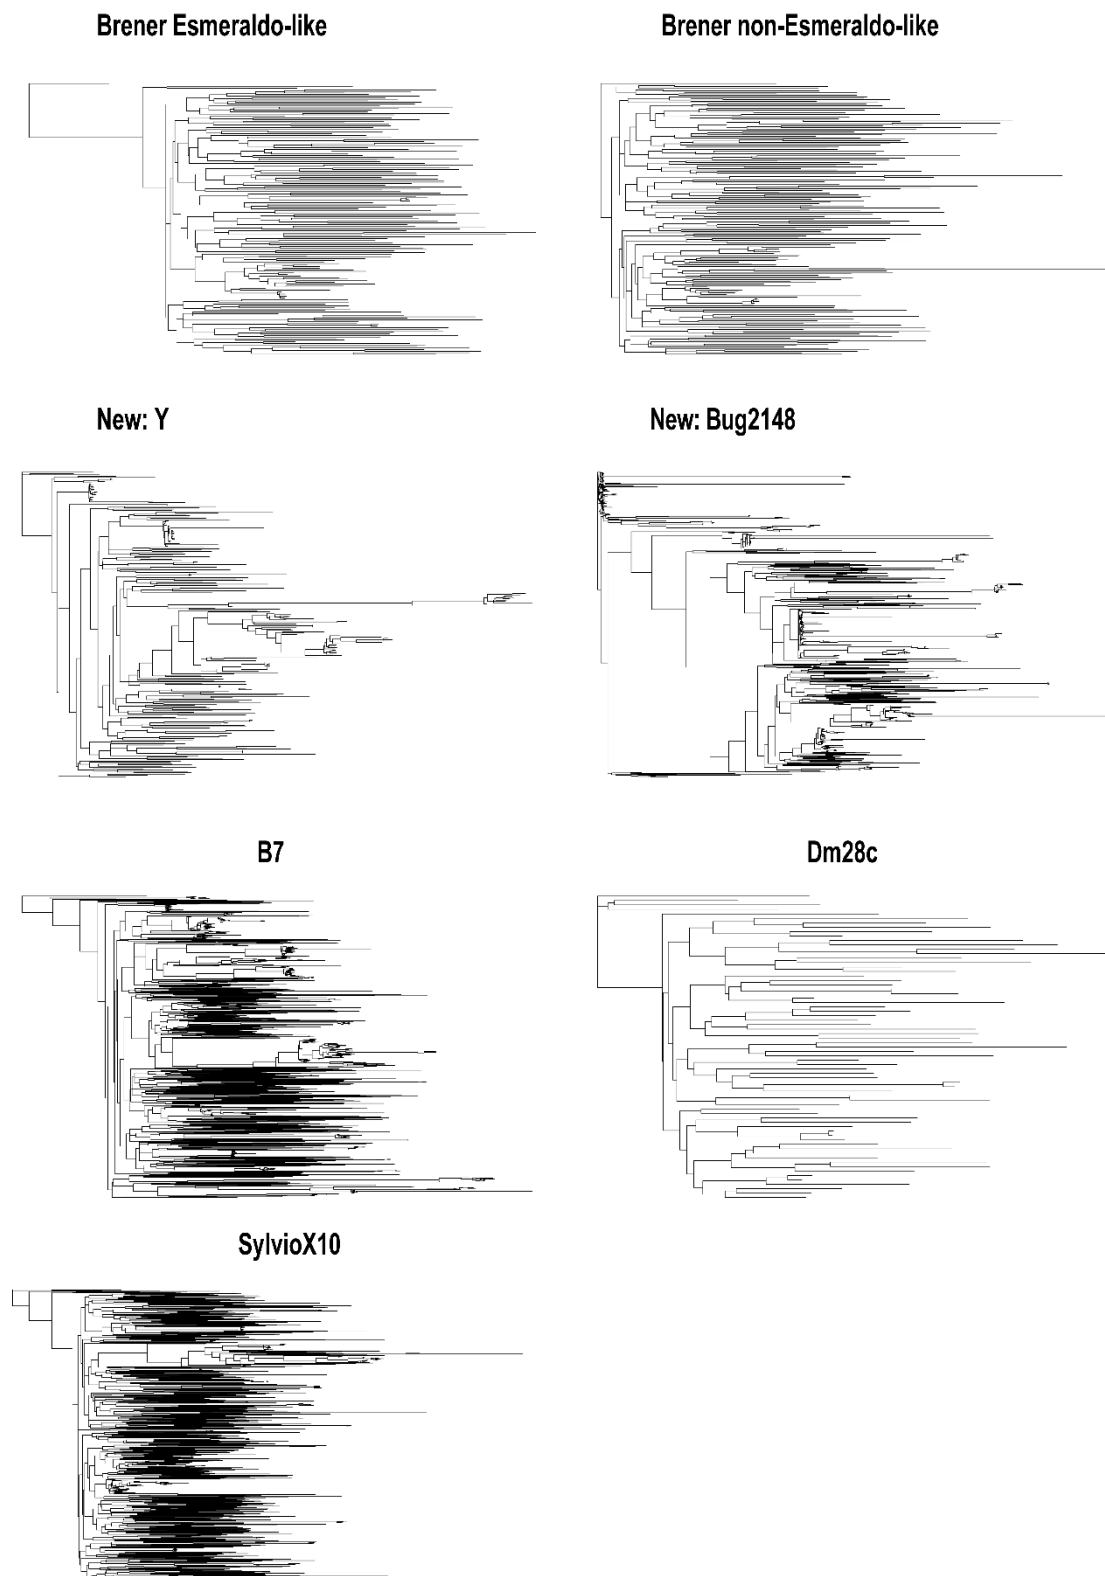 Brener Esmeraldo-like
Brener non-Esmeraldo-like
New: Y
New: Bug2148
B7
Dm28c
SylvioX10